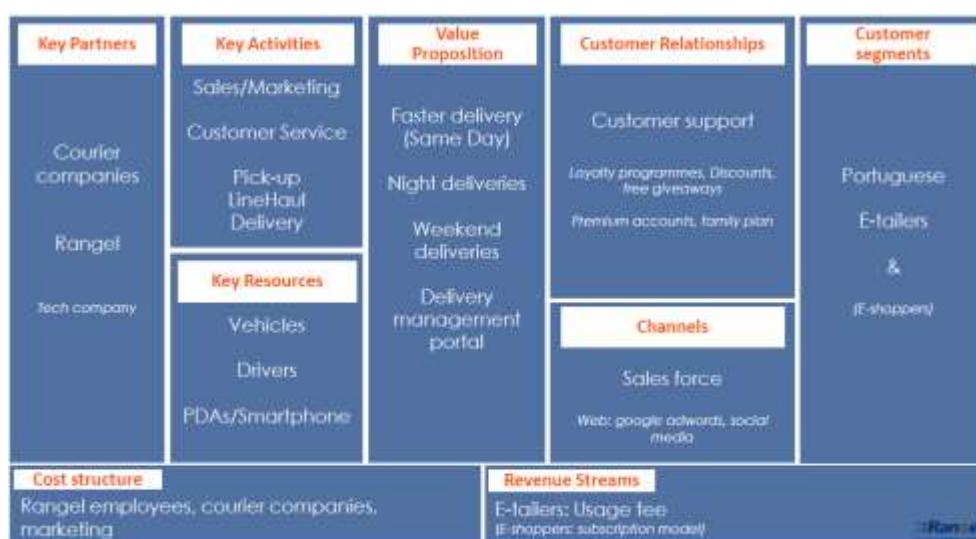 Key Partners
Courier
companies
Rangel
Tech company
Key Activities
Sales/Marketing
Customer Service
Pick-up
LineHaul
Delivery
Key Resources
Vehicles
Drivers
PDAs/Smartphone
Value
Proposition
Faster delivery
(Same Day)
Night deliveries
Weekend
deliveries
Delivery
management
portal
Customer Relationships
Customer support
Loyalty programmes, Discounts,
free giveaways
Premium accounts, family plan
Channels
Sales force
Web: google adwords, social
media
Customer
segments
Portuguese
E-tailers
&
(E-shoppers)
Cost structure
Rangel employees, courier companies,
marketing
Revenue Streams
E-tailers: Usage fee
(E-shoppers: subscription model)
Rangel